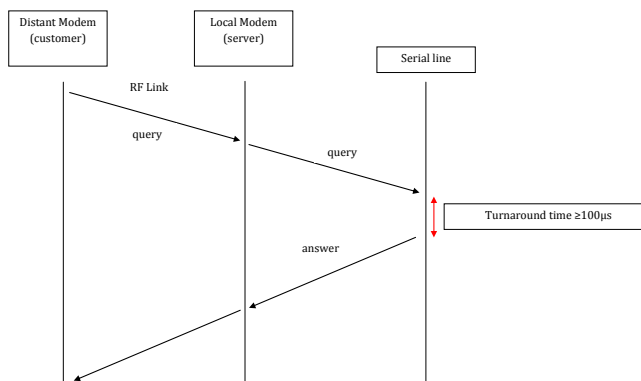 Distant Modem
(customer)
Local Modem
(server)
Serial line
RF Link
query
query
Turnaround time ≥100µs
answer